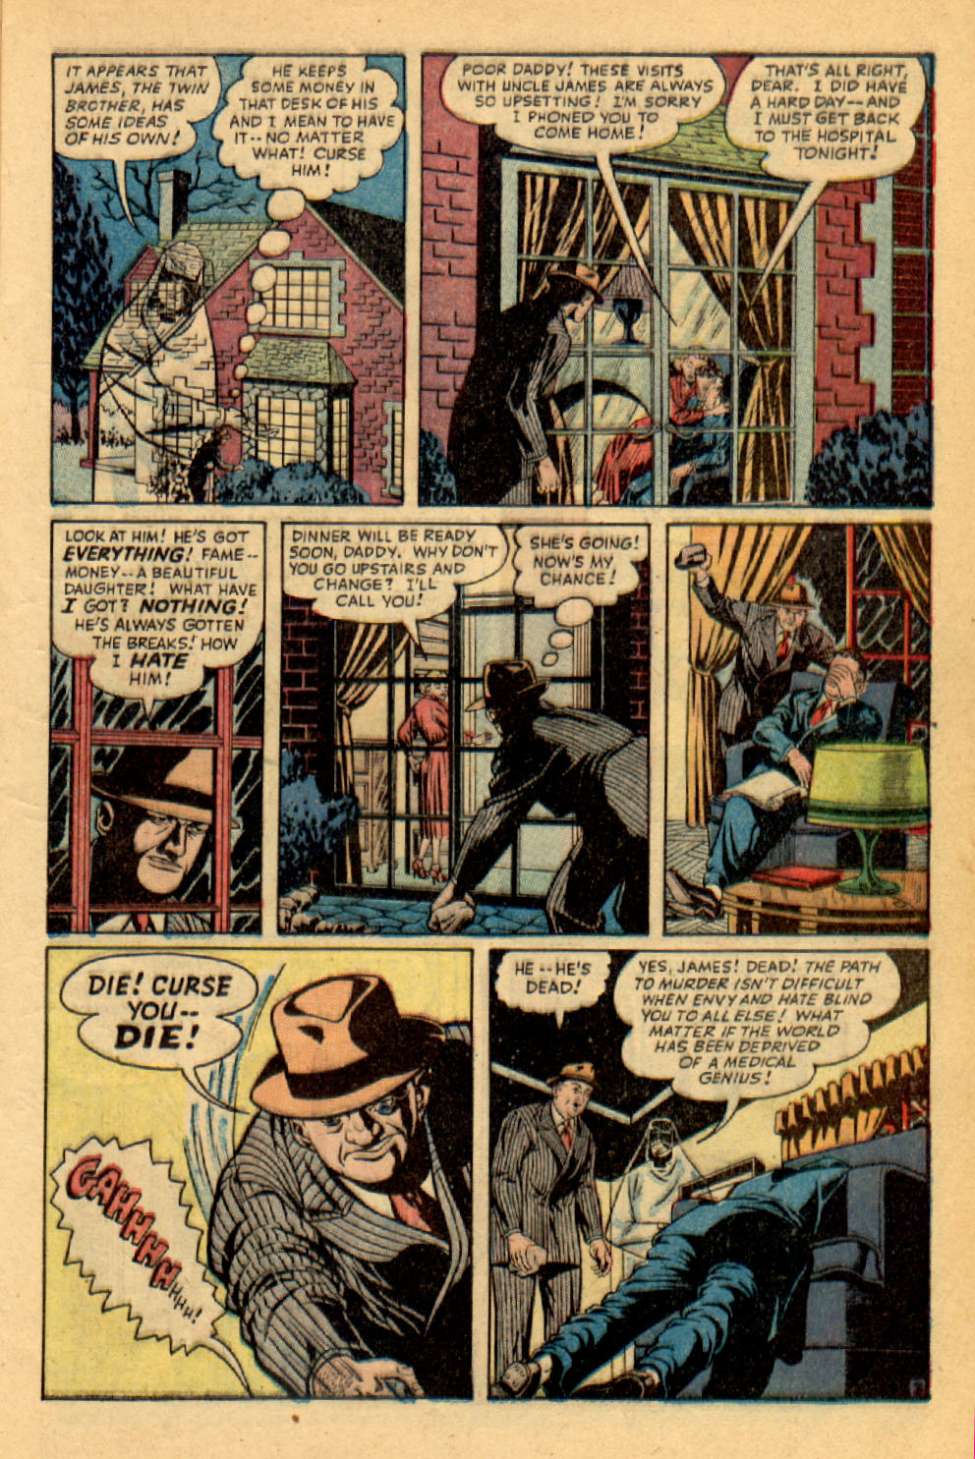 IT APPEARS THAT
JAMES, THE TWIN
BROTHER, HAS
SOME IDEAS
OF HIS OWN!
HE KEEPS
SOME MONEY IN
THAT DESK OF HIS
AND I MEAN TO HAVE
IT--NO MATTER
WHAT! CURSE
HIM!
POOR DADDY! THESE VISITS
WITH UNCLE JAMES ARE ALWAYS
SO UPSETTING! I'M SORRY
I PHONED YOU TO
COME HOME!
THAT'S ALL RIGHT,
DEAR. I DID HAVE
A HARD DAY--AND
I MUST GET BACK
TO THE HOSPITAL
TONIGHT!
LOOK AT HIM! HE'S GOT
EVERYTHING! FAME--
MONEY--A BEAUTIFUL
DAUGHTER! WHAT HAVE
I GOT? NOTHING!
HE'S ALWAYS GOTTEN
THE BREAKS! HOW
I HATE
HIM!
DINNER WILL BE READY
SOON, DADDY. WHY DON'T
YOU GO UPSTAIRS AND
CHANGE? I'LL
CALL YOU!
SHE'S GOING!
NOW'S MY
CHANCE!
DIE! CURSE
YOU--
DIE!
GAHHHHHHHH!
HE--HE'S
DEAD!
YES, JAMES! DEAD! THE PATH
TO MURDER ISN'T DIFFICULT
WHEN ENVY AND HATE BLIND
YOU TO ALL ELSE! WHAT
MATTER IF THE WORLD
HAS BEEN DEPRIVED
OF A MEDICAL
GENIUS!